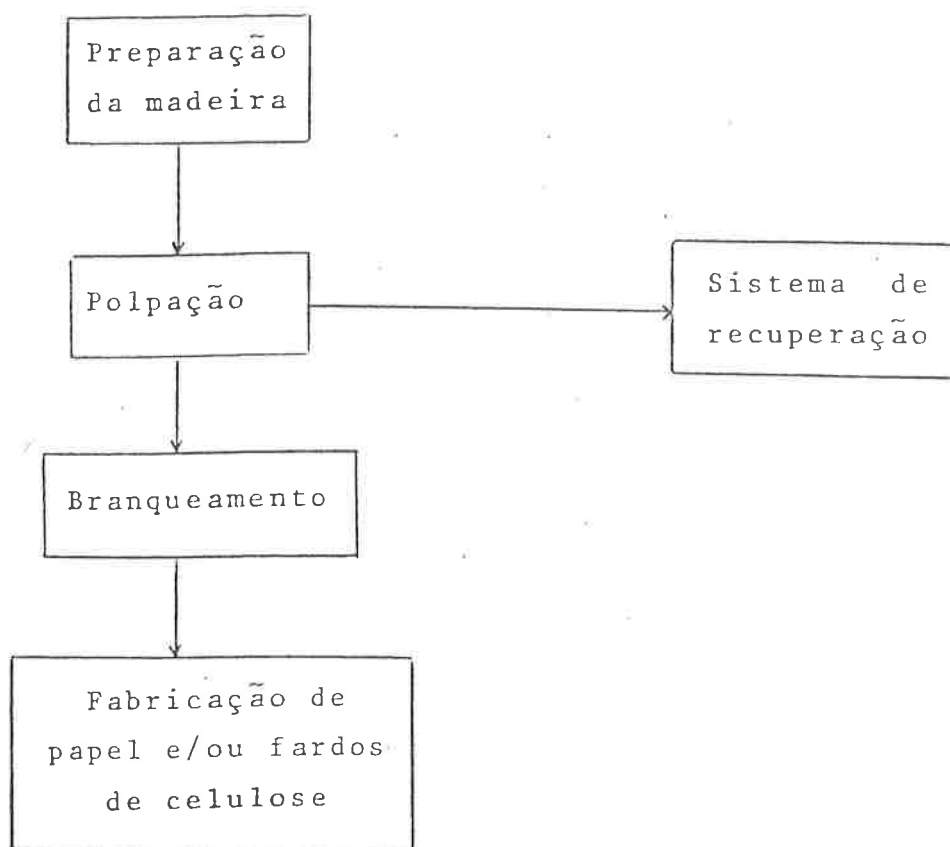 Preparação
da madeira
Polpação
Sistema de
recuperação
Branqueamento
Fabricação de
papel e/ou fardos
de celulose